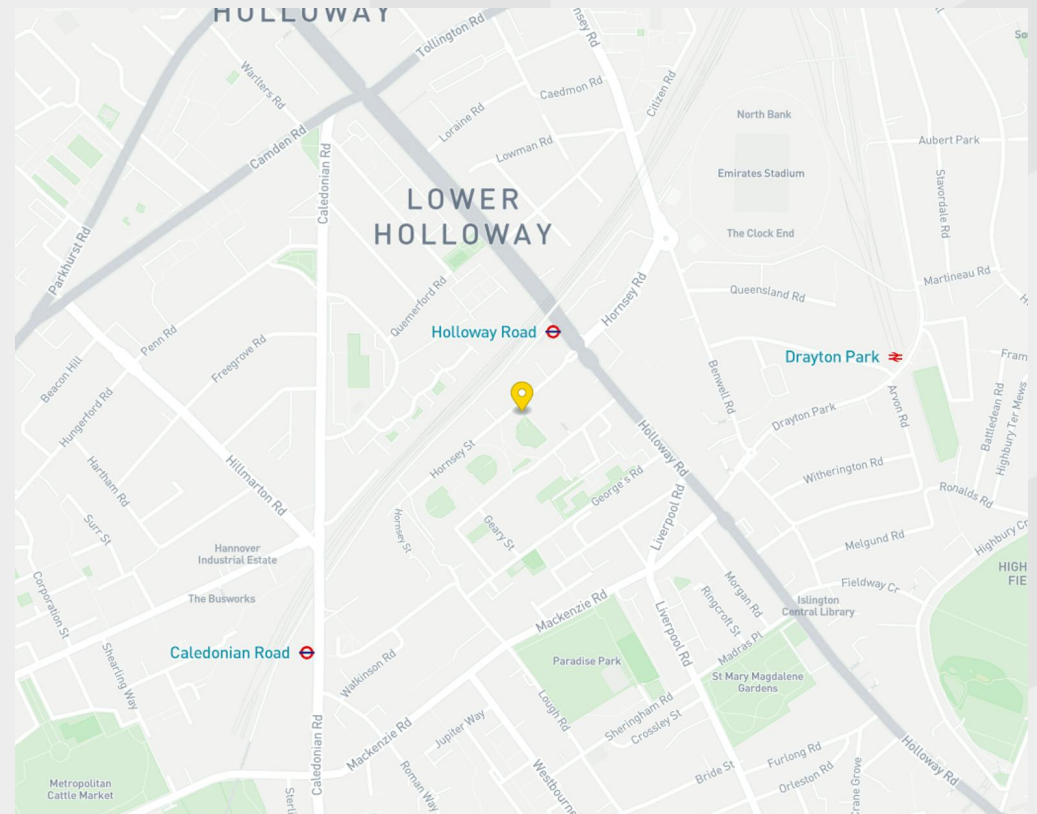 HOLLOWAY
Tollington Rd
Warlters Rd
Caedmon Rd
Citizen Rd
Loraine Rd
North Bank
Camden Rd
Caledonian Rd
Lowman Rd
Aubert Park
Emirates Stadium
Stavordale Rd
LOWER
HOLLOWAY
The Clock End
Parkhurst Rd
Martineau Rd
Quemerford Rd
Hornsey Rd
Queensland Rd
Holloway Road
Penn Rd
Freegrove Rd
Drayton Park
Beacon Hill
Benwell Rd
Arvon Rd
Battledean Rd
Highbury Ter Mews
Hungerford Rd
Drayton Park
Hornsey St
Holloway Rd
Hartham Rd
Hillmarton Rd
George's Rd
Witherington Rd
Ronalds Rd
Surr St
Hornsey St
Geary St
Liverpool Rd
Melgund Rd
Highbury Cr
Hannover
Industrial Estate
Fieldway Cr
HIGH
FIE
Corporation St
The Busworks
Mackenzie Rd
Morgan Rd
Ringcroft St
Islington
Central Library
Liverpool Rd
Madras Pl
Caledonian Road
Shearling Way
Walkinson Rd
Paradise Park
St Mary Magdalene
Gardens
Lough Rd
Sheringham Rd
Crossley St
Jupiter Way
Mackenzie Rd
Caledonian Rd
Furlong Rd
Holloway Rd
Bride St
Orleston Rd
Roman Way
Westbourne
Crane Grove
Metropolitan
Cattle Market